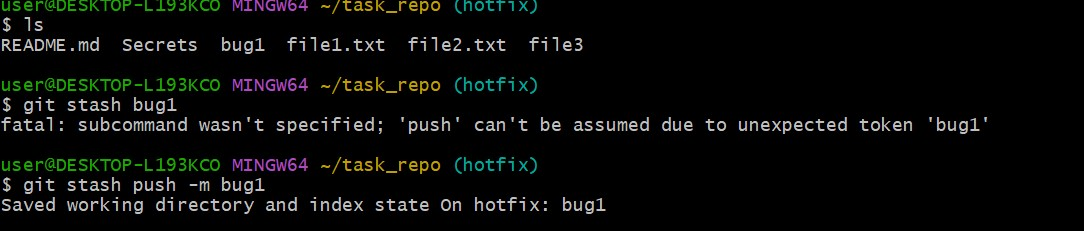 user@DESKTOP-L193KCO MINGW64 ~/task_repo (hotfix)
$ ls
README.md  Secrets  bug1  file1.txt  file2.txt  file3
user@DESKTOP-L193KCO MINGW64 ~/task_repo (hotfix)
$ git stash bug1
fatal: subcommand wasn't specified; 'push' can't be assumed due to unexpected token 'bug1'
user@DESKTOP-L193KCO MINGW64 ~/task_repo (hotfix)
$ git stash push -m bug1
Saved working directory and index state On hotfix: bug1